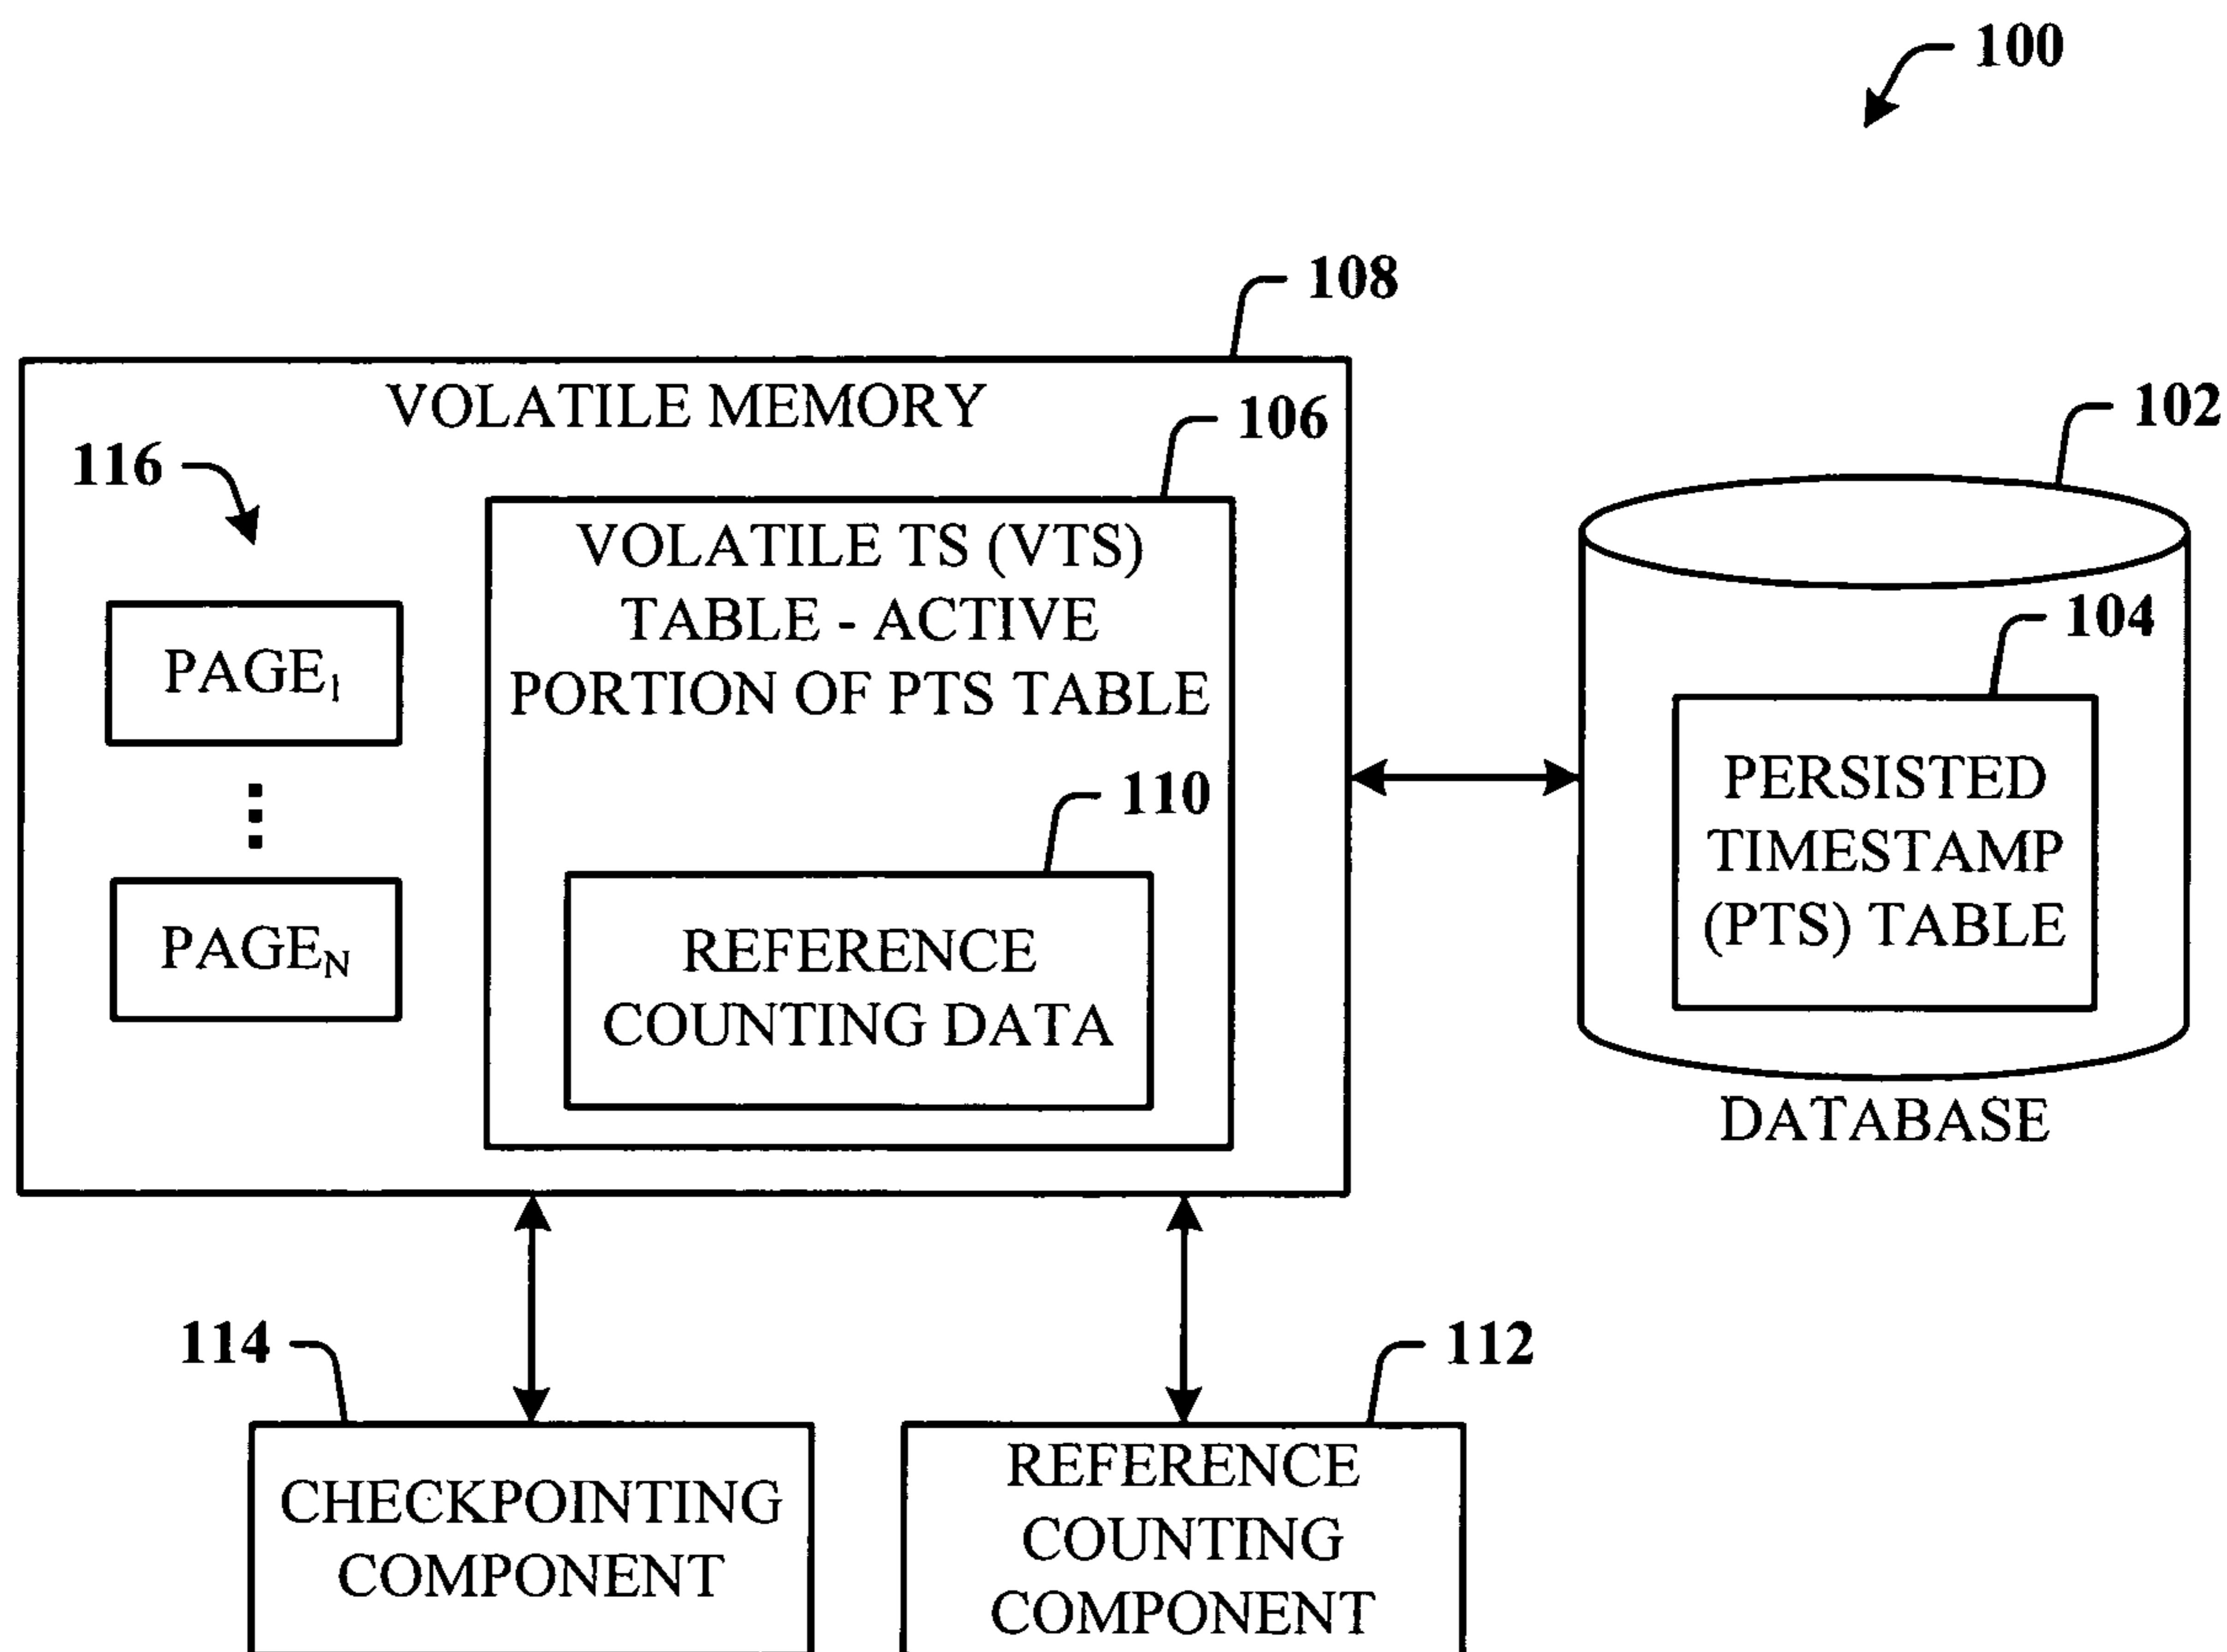 100
108
VOLATILE MEMORY
106
102
116
VOLATILE TS (VTS)
TABLE - ACTIVE
PORTION OF PTS TABLE
PAGE1
104
PERSISTED
TIMESTAMP
(PTS) TABLE
110
PAGEN
REFERENCE
COUNTING DATA
DATABASE
114
112
CHECKPOINTING
COMPONENT
REFERENCE
COUNTING
COMPONENT